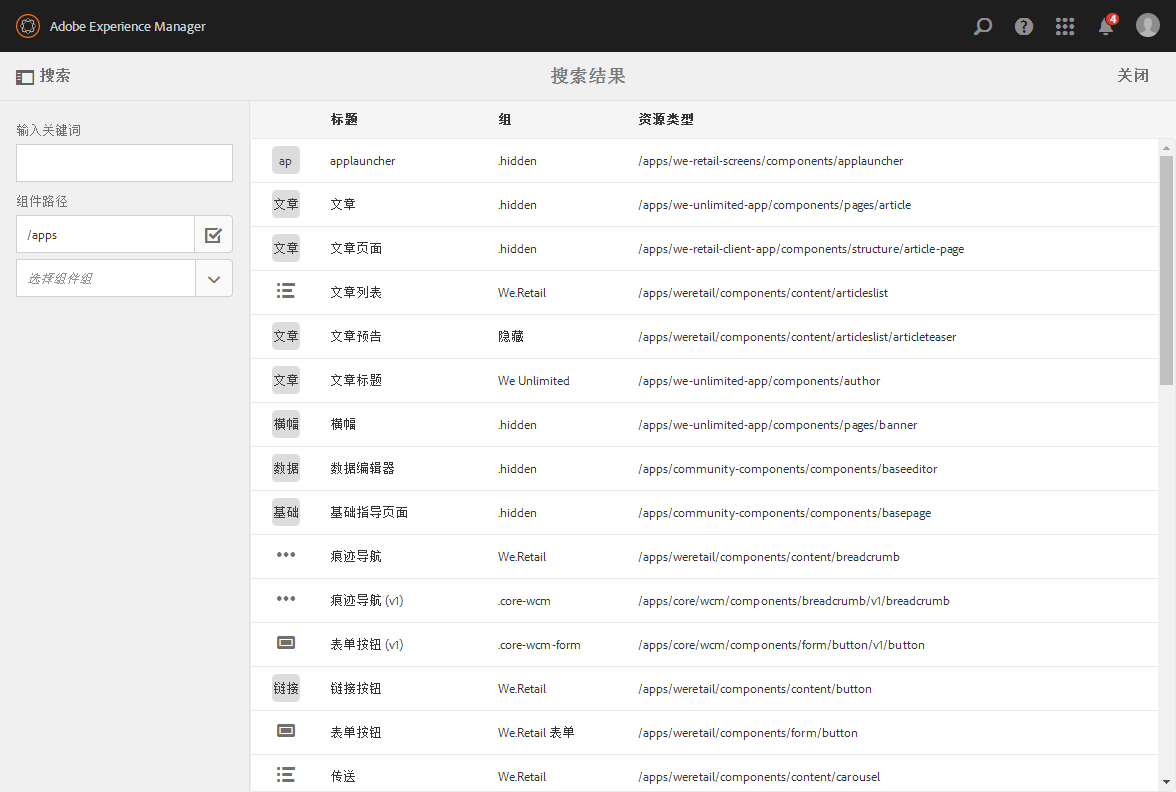 Adobe Experience Manager
4
搜索 搜索结果 关闭
输入关键词
组件路径
/apps
选择组件组
标题 组 资源类型
ap applauncher .hidden /apps/we-retail-screens/components/applauncher
文章 文章 .hidden /apps/we-unlimited-app/components/pages/article
文章 文章页面 .hidden /apps/we-retail-client-app/components/structure/article-page
文章列表 We.Retail /apps/weretail/components/content/articleslist
文章 文章预告 隐藏 /apps/weretail/components/content/articleslist/articleteaser
文章 文章标题 We Unlimited /apps/we-unlimited-app/components/author
横幅 横幅 .hidden /apps/we-unlimited-app/components/pages/banner
数据 数据编辑器 .hidden /apps/community-components/components/baseeditor
基础 基础指导页面 .hidden /apps/community-components/components/basepage
痕迹导航 We.Retail /apps/weretail/components/content/breadcrumb
痕迹导航 (v1) .core-wcm /apps/core/wcm/components/breadcrumb/v1/breadcrumb
表单按钮 (v1) .core-wcm-form /apps/core/wcm/components/form/button/v1/button
链接 链接按钮 We.Retail /apps/weretail/components/content/button
表单按钮 We.Retail 表单 /apps/weretail/components/form/button
传送 We.Retail /apps/weretail/components/content/carousel